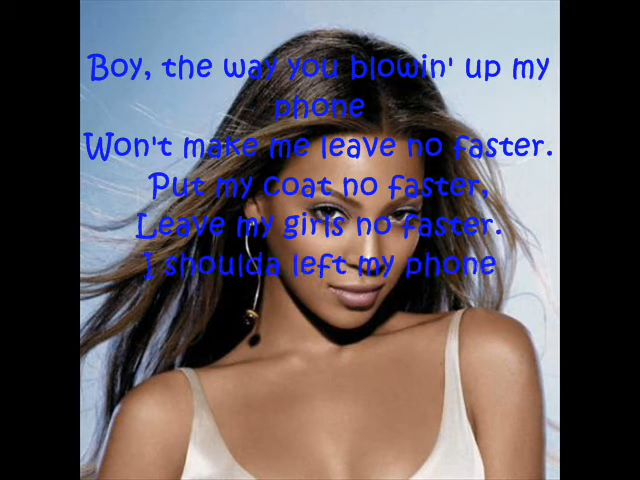 Boy, the way you blowin' up my
phone
Won't make me leave no faster.
Put my coat no faster,
Leave my girls no faster.
I shoulda left my phone